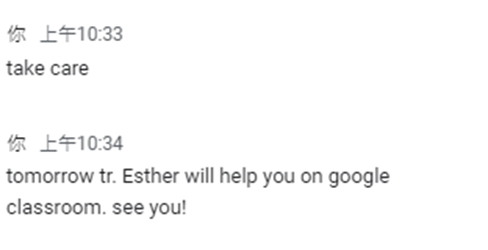 你 上午10:33
take care
你 上午10:34
tomorrow tr. Esther will help you on google
classroom. see you!